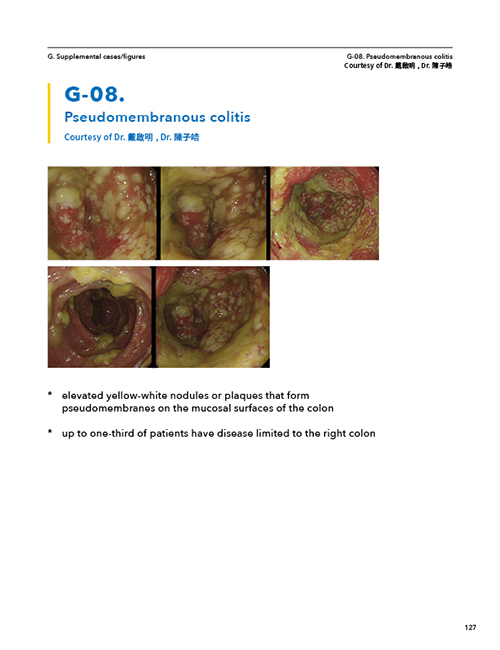 G. Supplemental cases/figures
G-08. Pseudomembranous colitis
Courtesy of Dr. 戴啟明 , Dr. 陳子皓
G-08.
Pseudomembranous colitis
Courtesy of Dr. 戴啟明 , Dr. 陳子皓
* elevated yellow-white nodules or plaques that form
pseudomembranes on the mucosal surfaces of the colon
* up to one-third of patients have disease limited to the right colon
127